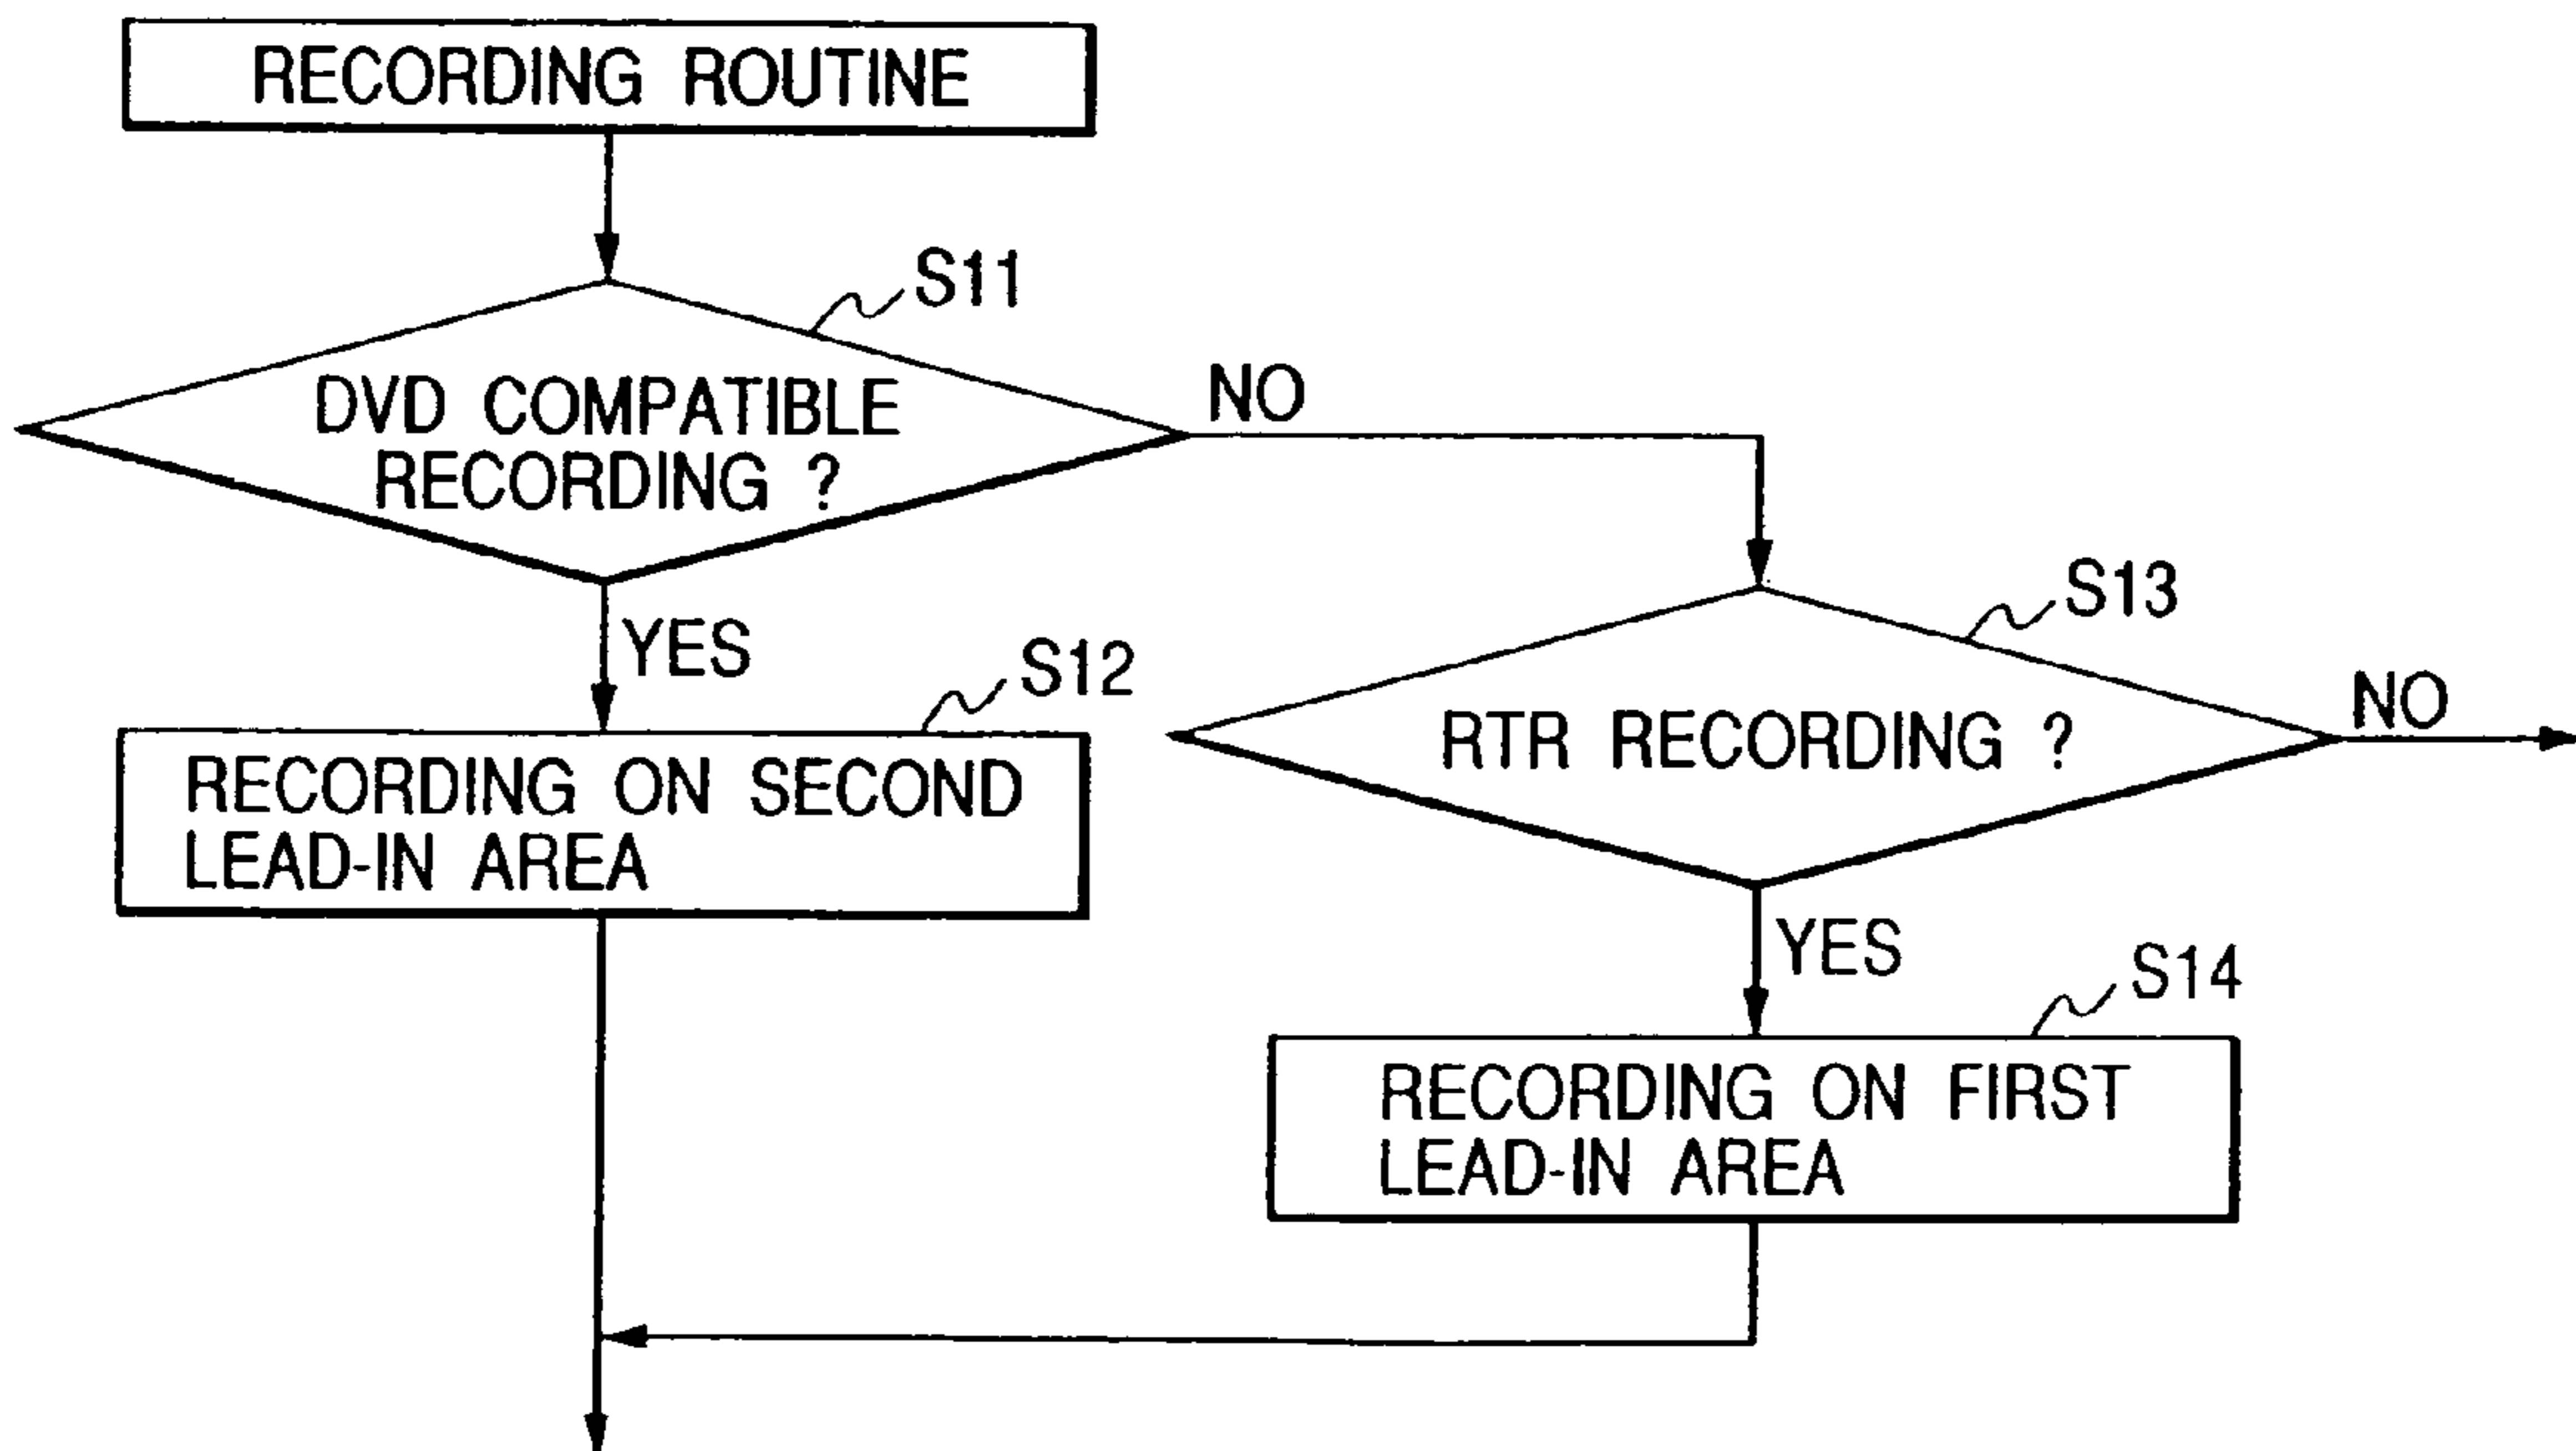 RECORDING ROUTINE
S11
DVD COMPATIBLE
RECORDING ?
NO
YES
S12
RECORDING ON SECOND
LEAD-IN AREA
S13
RTR RECORDING ?
NO
YES
S14
RECORDING ON FIRST
LEAD-IN AREA